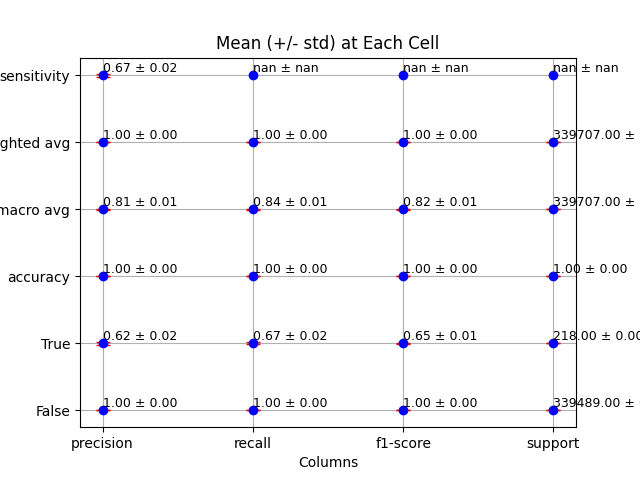 Mean (+/- std) at Each Cell
sensitivity 0.67 ± 0.02 nan ± nan nan ± nan nan ± nan
ghted avg 1.00 ± 0.00 1.00 ± 0.00 1.00 ± 0.00 339707.00 ±
macro avg 0.81 ± 0.01 0.84 ± 0.01 0.82 ± 0.01 339707.00 ±
accuracy 1.00 ± 0.00 1.00 ± 0.00 1.00 ± 0.00 1.00 ± 0.00
True 0.62 ± 0.02 0.67 ± 0.02 0.65 ± 0.01 218.00 ± 0.00
False 1.00 ± 0.00 1.00 ± 0.00 1.00 ± 0.00 339489.00 ±
precision recall f1-score support
Columns